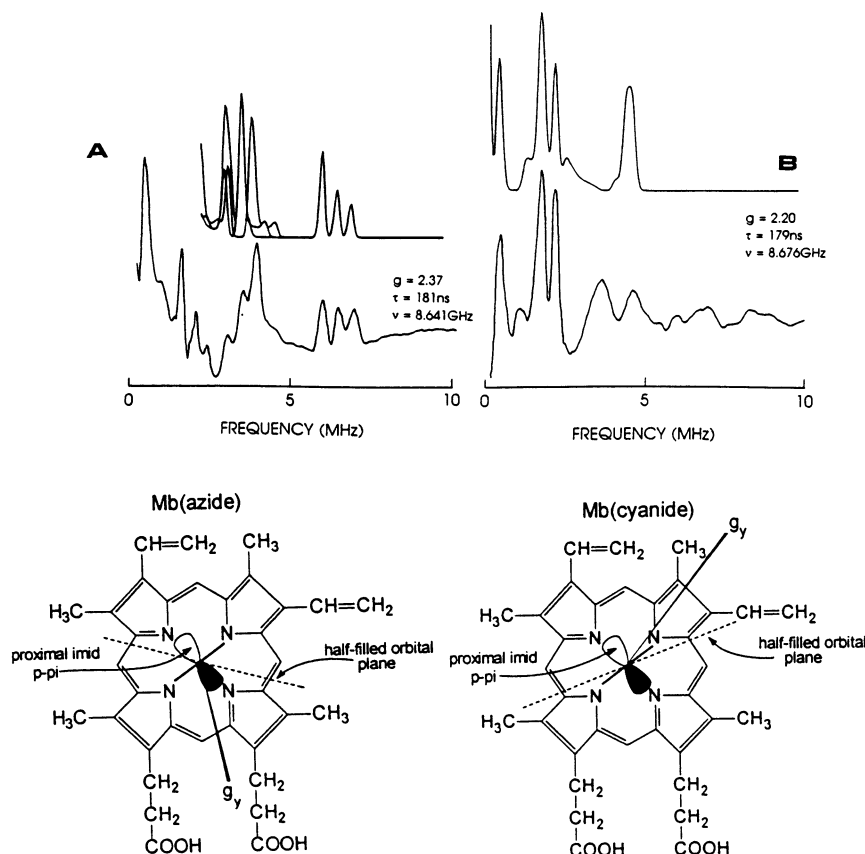 A
g = 2.37
τ = 181ns
ν = 8.641GHz
0 5 10
FREQUENCY (MHz)
B
g = 2.20
τ = 179ns
ν = 8.676GHz
0 5 10
FREQUENCY (MHz)
Mb(azide)
CH=CH₂ CH₃
H₃C CH=CH₂
N N
proximal imid
p-pi
half-filled orbital
plane
N N
H₃C CH₃
CH₂ CH₂
gy
CH₂ CH₂
COOH COOH
Mb(cyanide)
gy
CH=CH₂ CH₃
H₃C CH=CH₂
N N
proximal imid
p-pi
half-filled orbital
plane
N N
H₃C CH₃
CH₂ CH₂
CH₂ CH₂
COOH COOH